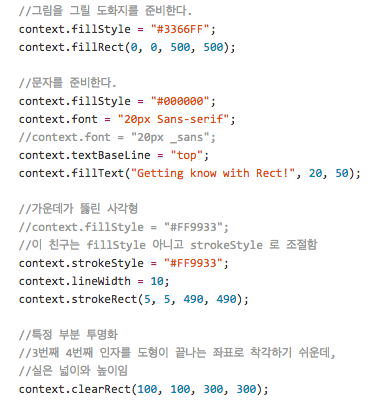 //그림을 그릴 도화지를 준비한다.
context.fillStyle = "#3366FF";
context.fillRect(0, 0, 500, 500);
//문자를 준비한다.
context.fillStyle = "#000000";
context.font = "20px Sans-serif";
//context.font = "20px _sans";
context.textBaseLine = "top";
context.fillText("Getting know with Rect!", 20, 50);
//가운데가 뚫린 사각형
//context.fillStyle = "#FF9933";
//이 친구는 fillStyle 아니고 strokeStyle 로 조절함
context.strokeStyle = "#FF9933";
context.lineWidth = 10;
context.strokeRect(5, 5, 490, 490);
//특정 부분 투명화
//3번째 4번째 인자를 도형이 끝나는 좌표로 착각하기 쉬운데,
//실은 넓이와 높이임
context.clearRect(100, 100, 300, 300);